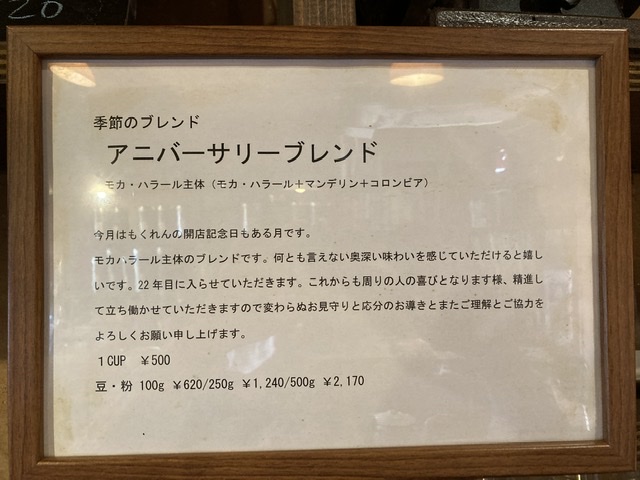 20
季節のブレンド
アニバーサリーブレンド
モカ・ハラール主体（モカ・ハラール＋マンデリン＋コロンビア）
今月はもくれんの開店記念日もある月です。
モカハラール主体のブレンドです。何とも言えない奥深い味わいを感じていただけると嬉し
いです。22年目に入らせていただきます。これからも周りの人の喜びとなります様、精進し
て立ち働かせていただきますので変わらぬお見守りと応分のお導きとまたご理解とご協力を
よろしくお願い申し上げます。
１CUP　￥500
豆・粉 100g ￥620/250g ￥1,240/500g ￥2,170